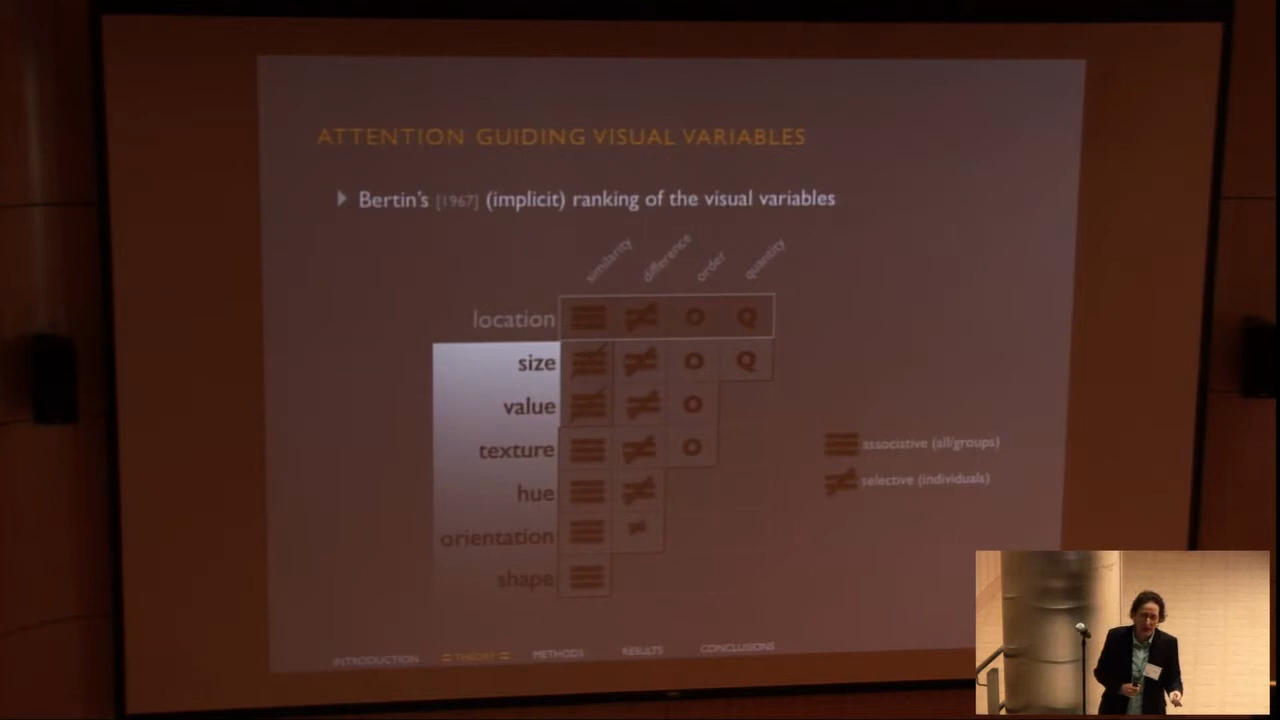 ATTENTION GUIDING VISUAL VARIABLES
Bertin's [1967] (implicit) ranking of the visual variables
similarity difference order quantity
location ≡ ≠ O Q
size ≢ ≠ O Q
value ≢ ≠ O
texture ≡ ≠ O
hue ≡ ≠
orientation ≡ ≠
shape ≡
≡ associative (all/groups)
≠ selective (individuals)
INTRODUCTION = THEORY = METHODS RESULTS CONCLUSIONS